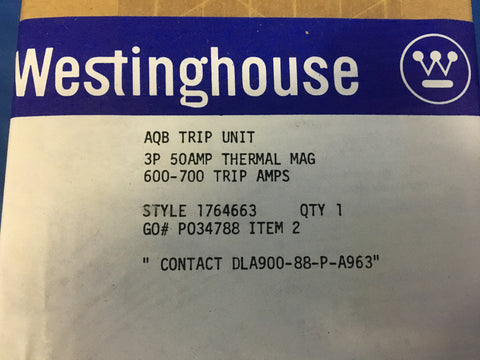 Westinghouse
AQB TRIP UNIT
3P 50AMP THERMAL MAG
600-700 TRIP AMPS
STYLE 1764663 QTY 1
GO# PO34788 ITEM 2
" CONTACT DLA900-88-P-A963"